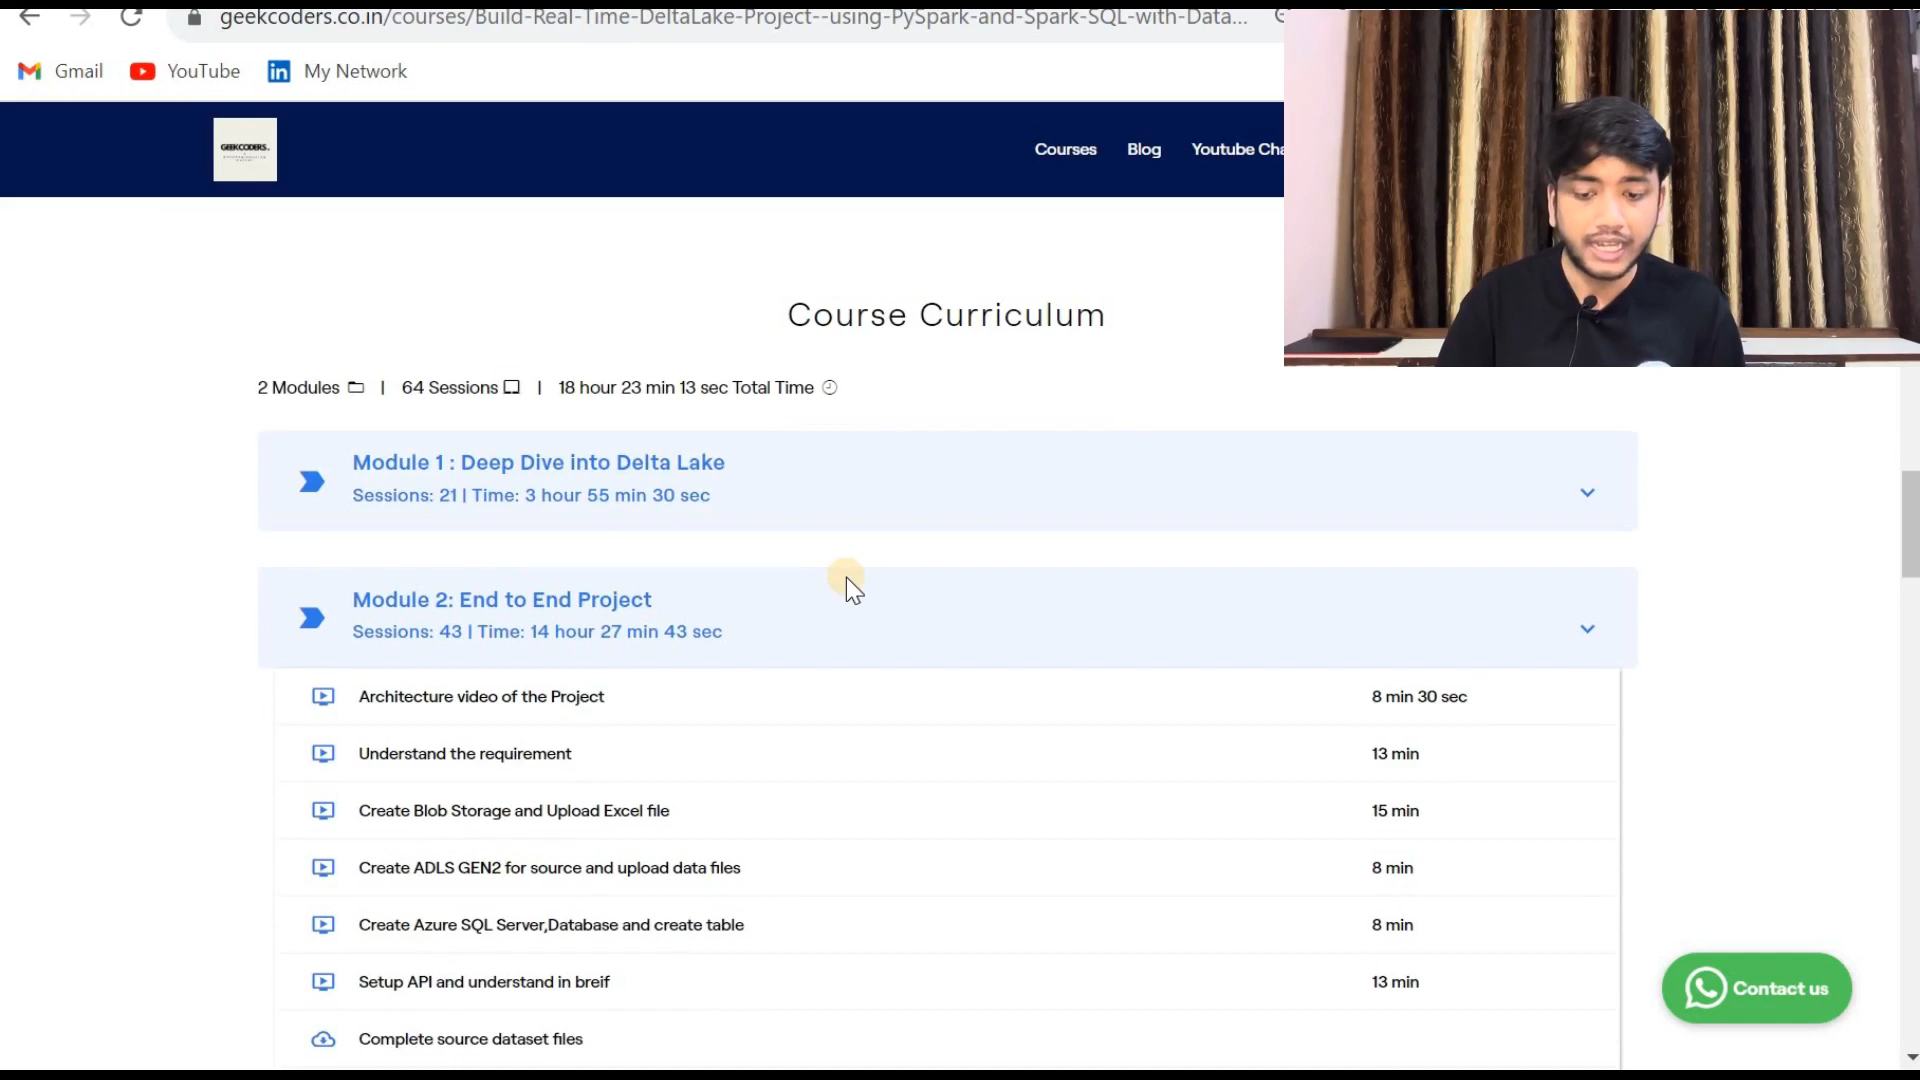 geekcoders.co.in/courses/Build-Real-Time-DeltaLake-Project--using-PySpark-and-Spark-SQL-with-Data...
Gmail
YouTube
My Network
GEEKCODERS.
Courses
Blog
Youtube Cha
Course Curriculum
2 Modules | 64 Sessions | 18 hour 23 min 13 sec Total Time
Module 1 : Deep Dive into Delta Lake
Sessions: 21 | Time: 3 hour 55 min 30 sec
Module 2: End to End Project
Sessions: 43 | Time: 14 hour 27 min 43 sec
Architecture video of the Project 8 min 30 sec
Understand the requirement 13 min
Create Blob Storage and Upload Excel file 15 min
Create ADLS GEN2 for source and upload data files 8 min
Create Azure SQL Server,Database and create table 8 min
Setup API and understand in breif 13 min
Complete source dataset files
Contact us